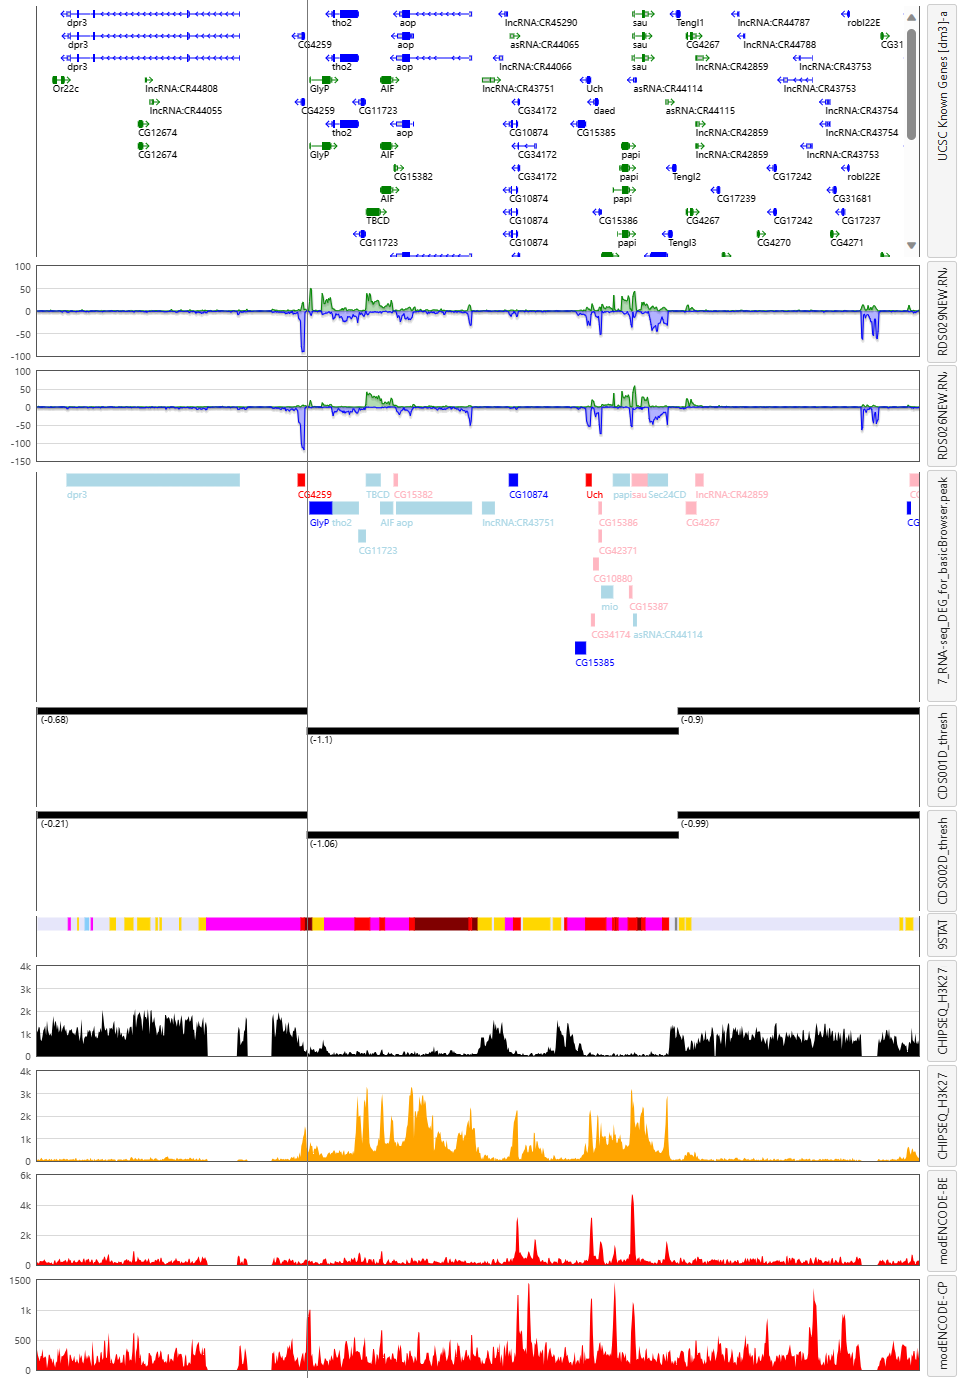 dpr3 tho2 aop lncRNA:CR45290 sau Tengl1 lncRNA:CR44787 robl22E
dpr3 CG4259 aop asRNA:CR44065 sau CG4267 lncRNA:CR44788 CG31
dpr3 tho2 aop lncRNA:CR44066 sau lncRNA:CR42859 lncRNA:CR43753
Or22c lncRNA:CR44808 GlyP AIF lncRNA:CR43751 Uch asRNA:CR44114 lncRNA:CR43753
lncRNA:CR44055 CG4259 CG11723 CG34172 daed asRNA:CR44115 lncRNA:CR43754
CG12674 tho2 aop CG10874 CG15385 lncRNA:CR42859 lncRNA:CR43754
CG12674 GlyP AIF CG34172 papi lncRNA:CR42859 lncRNA:CR43753
CG15382 CG34172 papi Tengl2 CG17242 robl22E
AIF CG10874 papi CG17239 CG31681
TBCD CG10874 CG15386 CG4267 CG17242 CG17237
CG11723 CG10874 papi Tengl3 CG4270 CG4271
UCSC Known Genes [dm3]-a
100
50
0
-50
-100
RDS029NEW.RN
100
50
0
-50
-100
-150
RDS026NEW.RN
dpr3 CG4259 TBCD CG15382 CG10874 Uch papi sau Sec24CD lncRNA:CR42859 CG
GlyP tho2 AIF aop lncRNA:CR43751 CG15386 CG4267 CG
CG11723 CG42371
CG10880
mio CG15387
CG34174 asRNA:CR44114
CG15385
7_RNA-seq_DEG_for_basicBrowser.peak
(-0.68) (-0.9)
(-1.1)
CDS001D_thresh
(-0.21) (-0.99)
(-1.06)
CDS002D_thresh
9STAT
4k
3k
2k
1k
0
CHIPSEQ_H3K27
4k
3k
2k
1k
0
CHIPSEQ_H3K27
6k
4k
2k
0
modENCODE-BE
1500
1k
500
0
modENCODE-CP